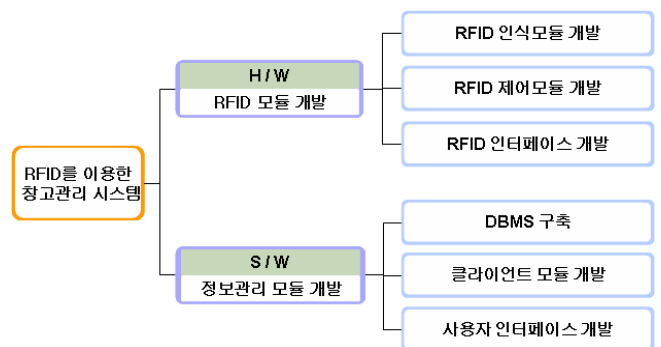 RFID를 이용한
창고관리 시스템
H / W
RFID 모듈 개발
RFID 인식모듈 개발
RFID 제어모듈 개발
RFID 인터페이스 개발
S / W
정보관리 모듈 개발
DBMS 구축
클라이언트 모듈 개발
사용자 인터페이스 개발